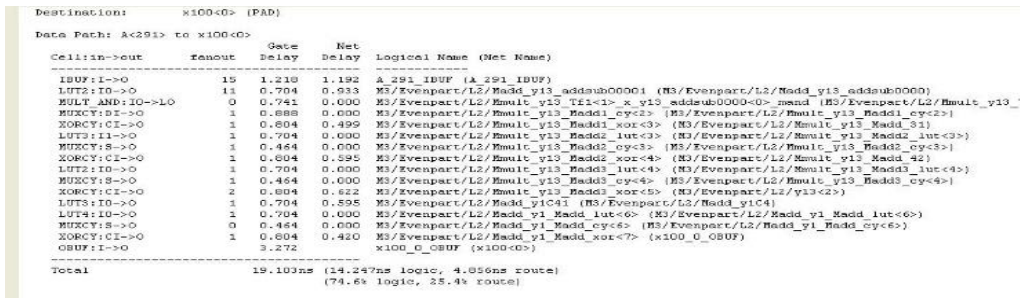 Destination: x100<0> (PAD)
Data Path: A<291> to x100<0>
Gate Net
Cell:in->out fanout Delay Delay Logical Name (Net Name)
IBUF:I->O 15 1.218 1.192 A_291_IBUF (A_291_IBUF)
LUT2:I0->O 11 0.704 0.933 M3/Evenpart/L2/Madd_y13_addsub00001 (M3/Evenpart/L2/Madd_y13_addsub0000)
MULT_AND:I0->LO 0 0.741 0.000 M3/Evenpart/L2/Mmult_y13_Tf1<1>_x_y13_addsub0000<0>_mand (M3/Evenpart/L2/Mmult_y13_
MUXCY:DI->O 1 0.888 0.000 M3/Evenpart/L2/Mmult_y13_Madd1_cy<2> (M3/Evenpart/L2/Mmult_y13_Madd1_cy<2>)
XORCY:CI->O 1 0.804 0.499 M3/Evenpart/L2/Mmult_y13_Madd1_xor<3> (M3/Evenpart/L2/Mmult_y13_Madd_31)
LUT3:I1->O 1 0.704 0.000 M3/Evenpart/L2/Mmult_y13_Madd2_lut<3> (M3/Evenpart/L2/Mmult_y13_Madd2_lut<3>)
MUXCY:S->O 1 0.464 0.000 M3/Evenpart/L2/Mmult_y13_Madd2_cy<3> (M3/Evenpart/L2/Mmult_y13_Madd2_cy<3>)
XORCY:CI->O 1 0.804 0.595 M3/Evenpart/L2/Mmult_y13_Madd2_xor<4> (M3/Evenpart/L2/Mmult_y13_Madd_42)
LUT2:I0->O 1 0.704 0.000 M3/Evenpart/L2/Mmult_y13_Madd3_lut<4> (M3/Evenpart/L2/Mmult_y13_Madd3_lut<4>)
MUXCY:S->O 1 0.464 0.000 M3/Evenpart/L2/Mmult_y13_Madd3_cy<4> (M3/Evenpart/L2/Mmult_y13_Madd3_cy<4>)
XORCY:CI->O 2 0.804 0.622 M3/Evenpart/L2/Mmult_y13_Madd3_xor<5> (M3/Evenpart/L2/y13<2>)
LUT3:I0->O 1 0.704 0.595 M3/Evenpart/L2/Madd_y1C41 (M3/Evenpart/L2/Madd_y1C4)
LUT4:I0->O 1 0.704 0.000 M3/Evenpart/L2/Madd_y1_Madd_lut<6> (M3/Evenpart/L2/Madd_y1_Madd_lut<6>)
MUXCY:S->O 0 0.464 0.000 M3/Evenpart/L2/Madd_y1_Madd_cy<6> (M3/Evenpart/L2/Madd_y1_Madd_cy<6>)
XORCY:CI->O 1 0.804 0.420 M3/Evenpart/L2/Madd_y1_Madd_xor<7> (x100_0_OBUF)
OBUF:I->O 3.272 x100_0_OBUF (x100<0>)
Total 19.103ns (14.247ns logic, 4.856ns route)
(74.6% logic, 25.4% route)